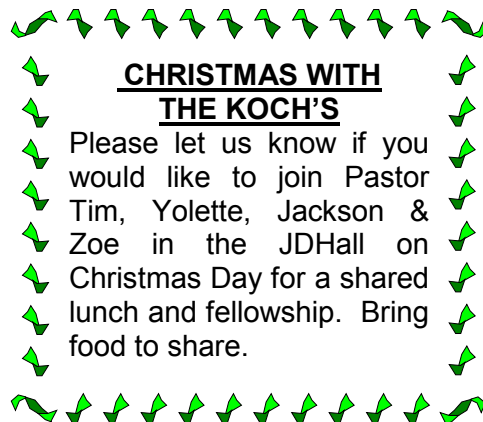 CHRISTMAS WITH
THE KOCH'S
Please let us know if you
would like to join Pastor
Tim, Yolette, Jackson &
Zoe in the JDHall on
Christmas Day for a shared
lunch and fellowship. Bring
food to share.